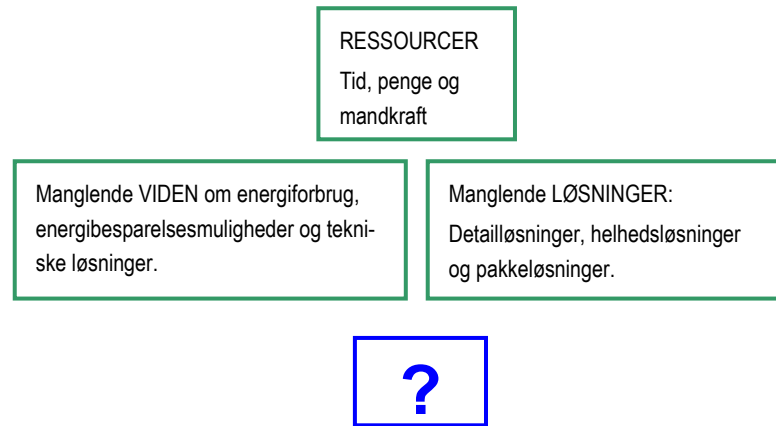 RESSOURCER
Tid, penge og
mandkraft
Manglende VIDEN om energiforbrug,
energibesparelsesmuligheder og tekni-
ske løsninger.
Manglende LØSNINGER:
Detailløsninger, helhedsløsninger
og pakkeløsninger.
?